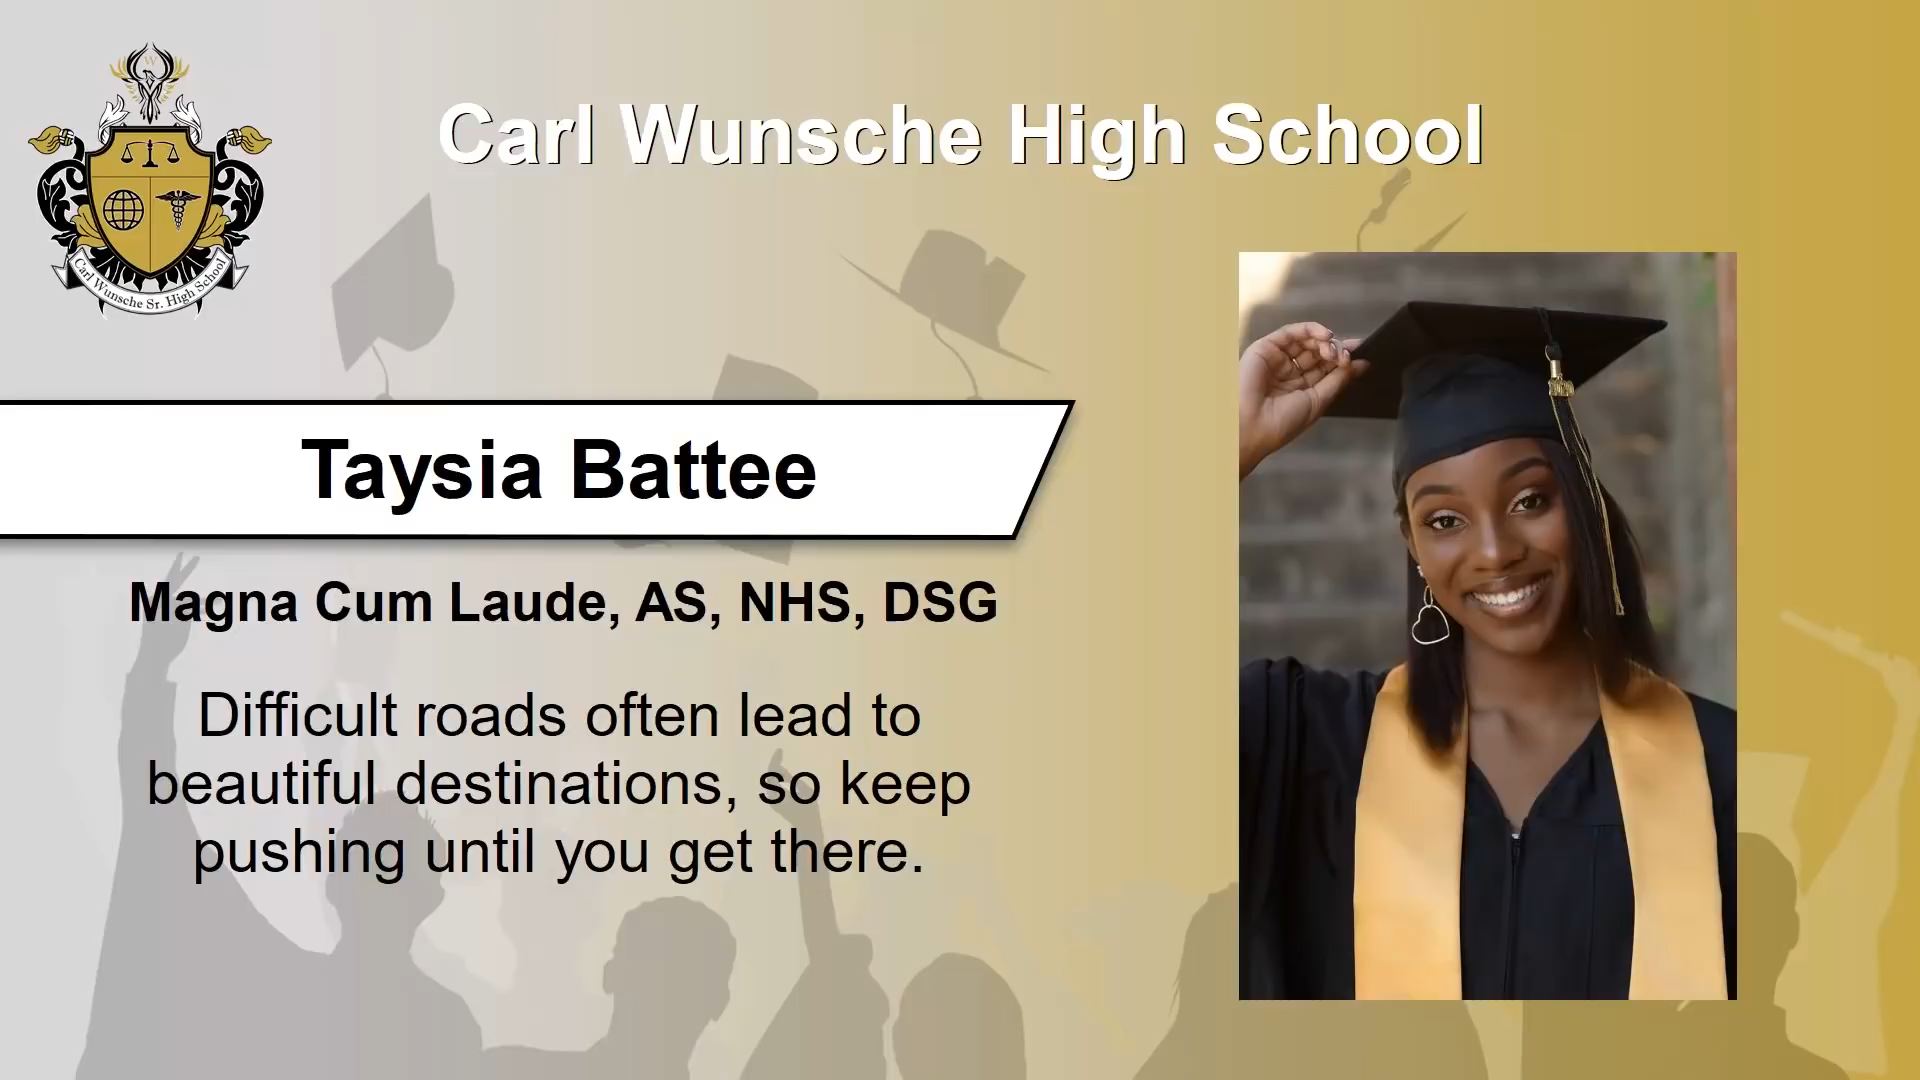 W
Carl Wunsche Sr. High School
Carl Wunsche High School
Taysia Battee
Magna Cum Laude, AS, NHS, DSG
Difficult roads often lead to
beautiful destinations, so keep
pushing until you get there.